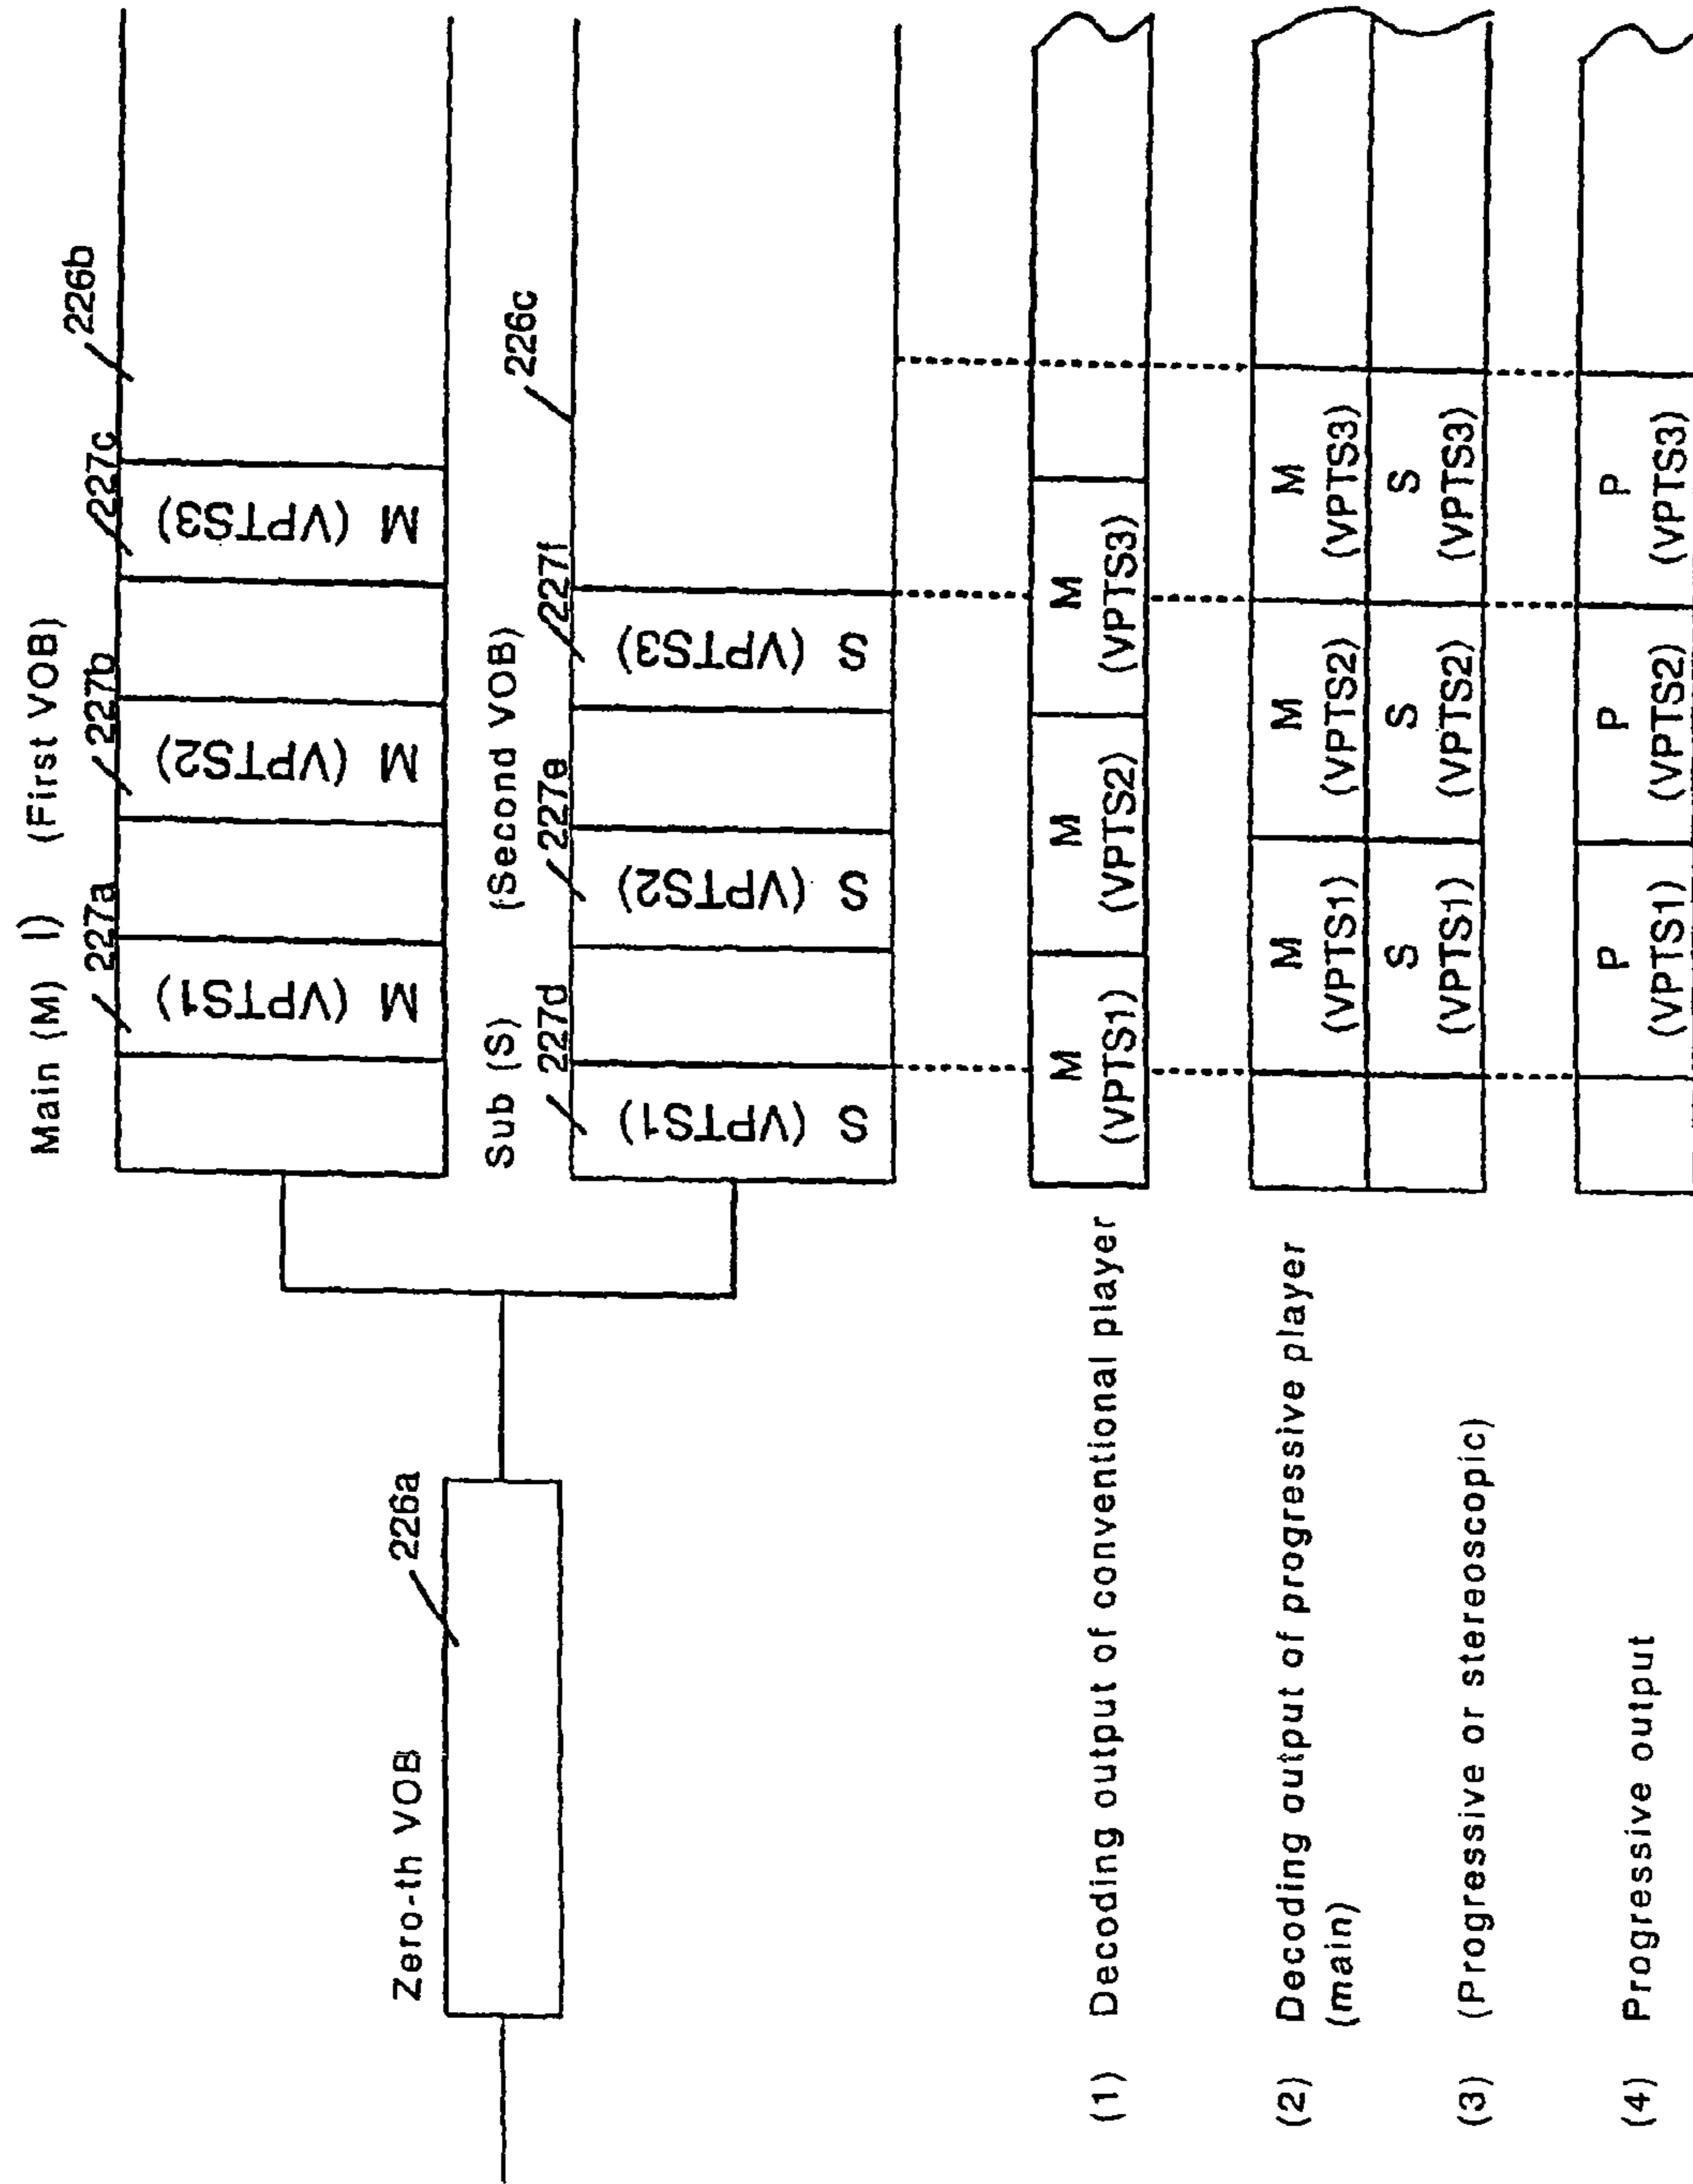 Main (M) I) (First VOB)
227a
227b
227c
226b
M (VPTS1)
M (VPTS2)
M (VPTS3)
Zero-th VOB
226a
Sub (S) (Second VOB)
227d
227e
227f
226c
S (VPTS1)
S (VPTS2)
S (VPTS3)
(1) Decoding output of conventional player
M
(VPTS1)
M
(VPTS2)
M
(VPTS3)
(2) Decoding output of progressive player
(main)
M
(VPTS1)
M
(VPTS2)
M
(VPTS3)
(3) (Progressive or stereoscopic)
S
(VPTS1)
S
(VPTS2)
S
(VPTS3)
(4) Progressive output
P
(VPTS1)
P
(VPTS2)
P
(VPTS3)